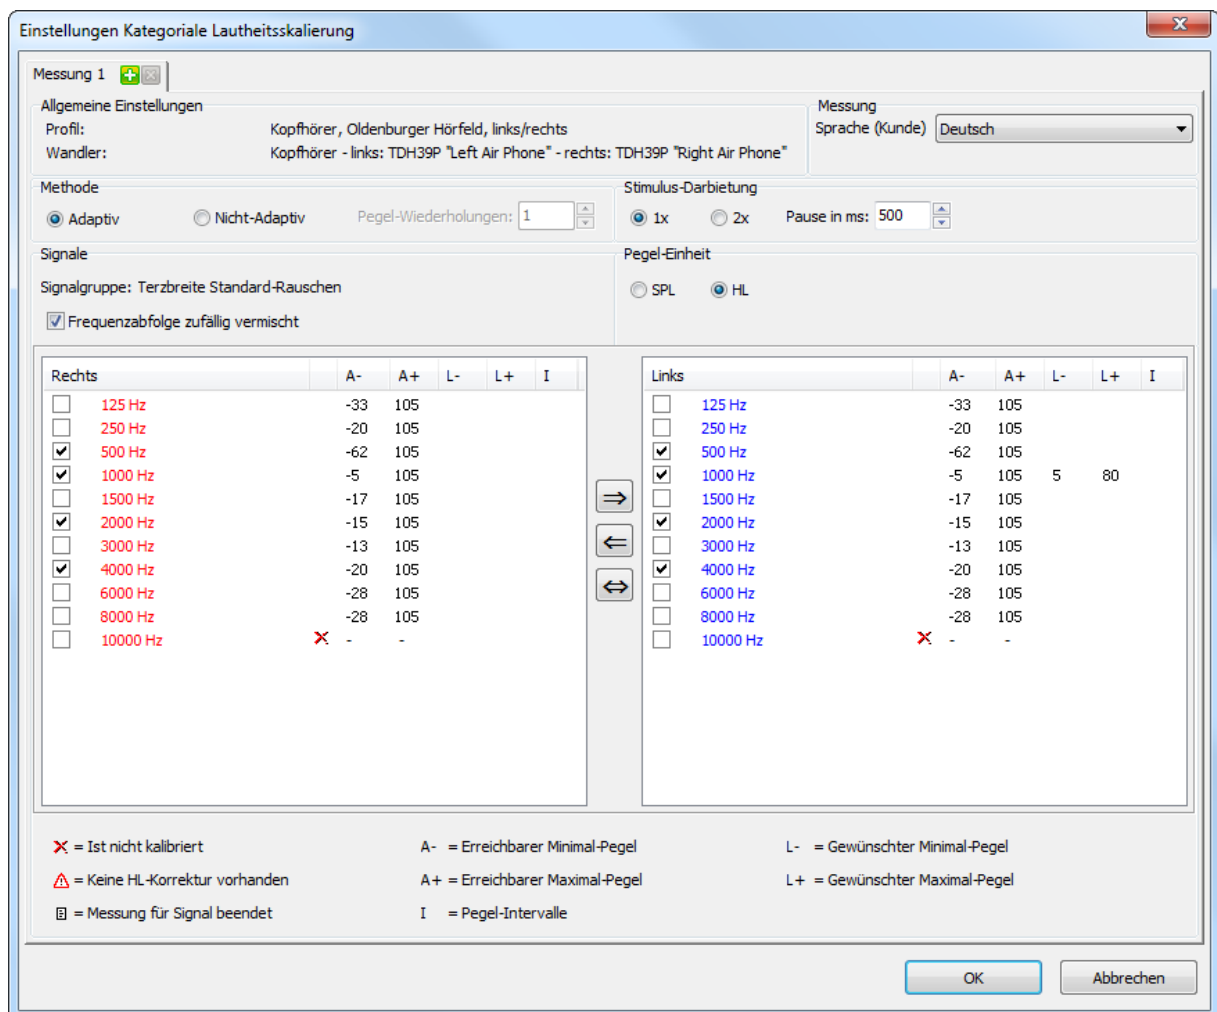 Einstellungen Kategoriale Lautheitsskalierung
Messung 1
Allgemeine Einstellungen
Profil: Kopfhörer, Oldenburger Hörfeld, links/rechts
Wandler: Kopfhörer - links: TDH39P "Left Air Phone" - rechts: TDH39P "Right Air Phone"
Messung
Sprache (Kunde) Deutsch
Methode
Adaptiv Nicht-Adaptiv Pegel-Wiederholungen: 1
Stimulus-Darbietung
1x 2x Pause in ms: 500
Signale
Signalgruppe: Terzbreite Standard-Rauschen
Frequenzabfolge zufällig vermischt
Pegel-Einheit
SPL HL
Rechts A- A+ L- L+ I
125 Hz -33 105
250 Hz -20 105
500 Hz -62 105
1000 Hz -5 105
1500 Hz -17 105
2000 Hz -15 105
3000 Hz -13 105
4000 Hz -20 105
6000 Hz -28 105
8000 Hz -28 105
10000 Hz - -
Links A- A+ L- L+ I
125 Hz -33 105
250 Hz -20 105
500 Hz -62 105
1000 Hz -5 105 5 80
1500 Hz -17 105
2000 Hz -15 105
3000 Hz -13 105
4000 Hz -20 105
6000 Hz -28 105
8000 Hz -28 105
10000 Hz - -
= Ist nicht kalibriert
= Keine HL-Korrektur vorhanden
= Messung für Signal beendet
A- = Erreichbarer Minimal-Pegel
A+ = Erreichbarer Maximal-Pegel
I = Pegel-Intervalle
L- = Gewünschter Minimal-Pegel
L+ = Gewünschter Maximal-Pegel
OK Abbrechen